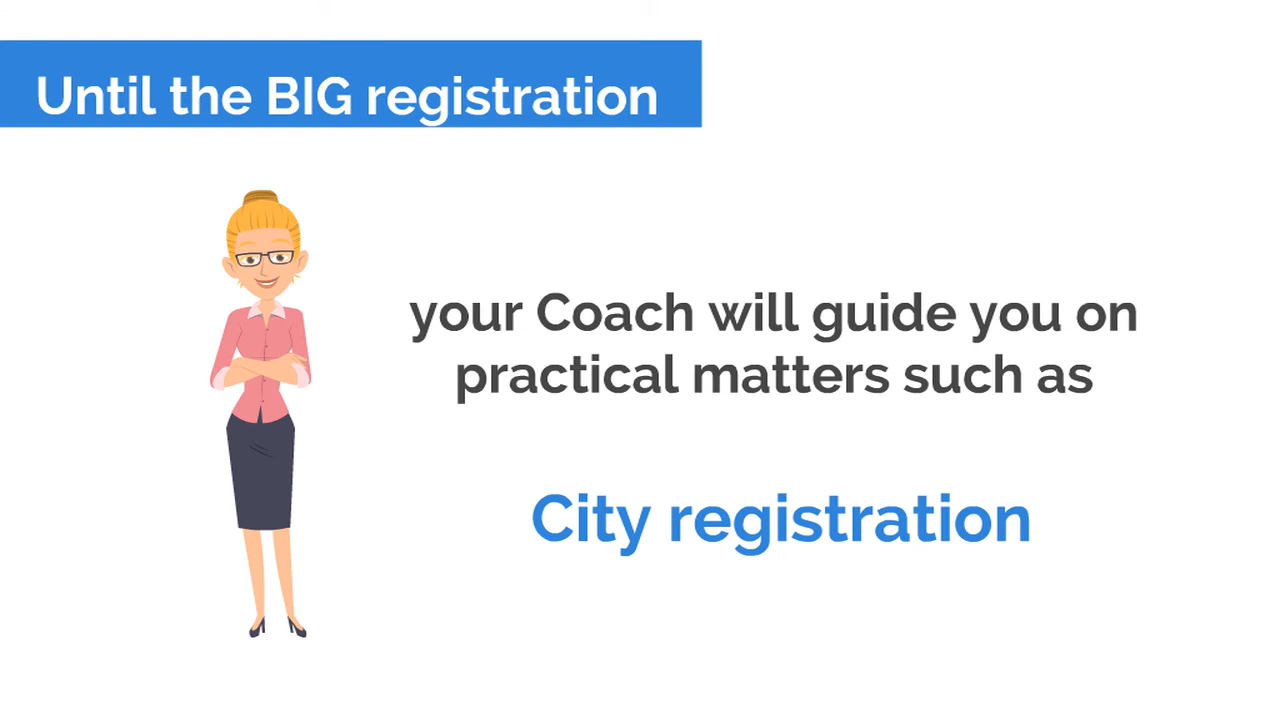 Until the BIG registration
your Coach will guide you on
practical matters such as
City registration